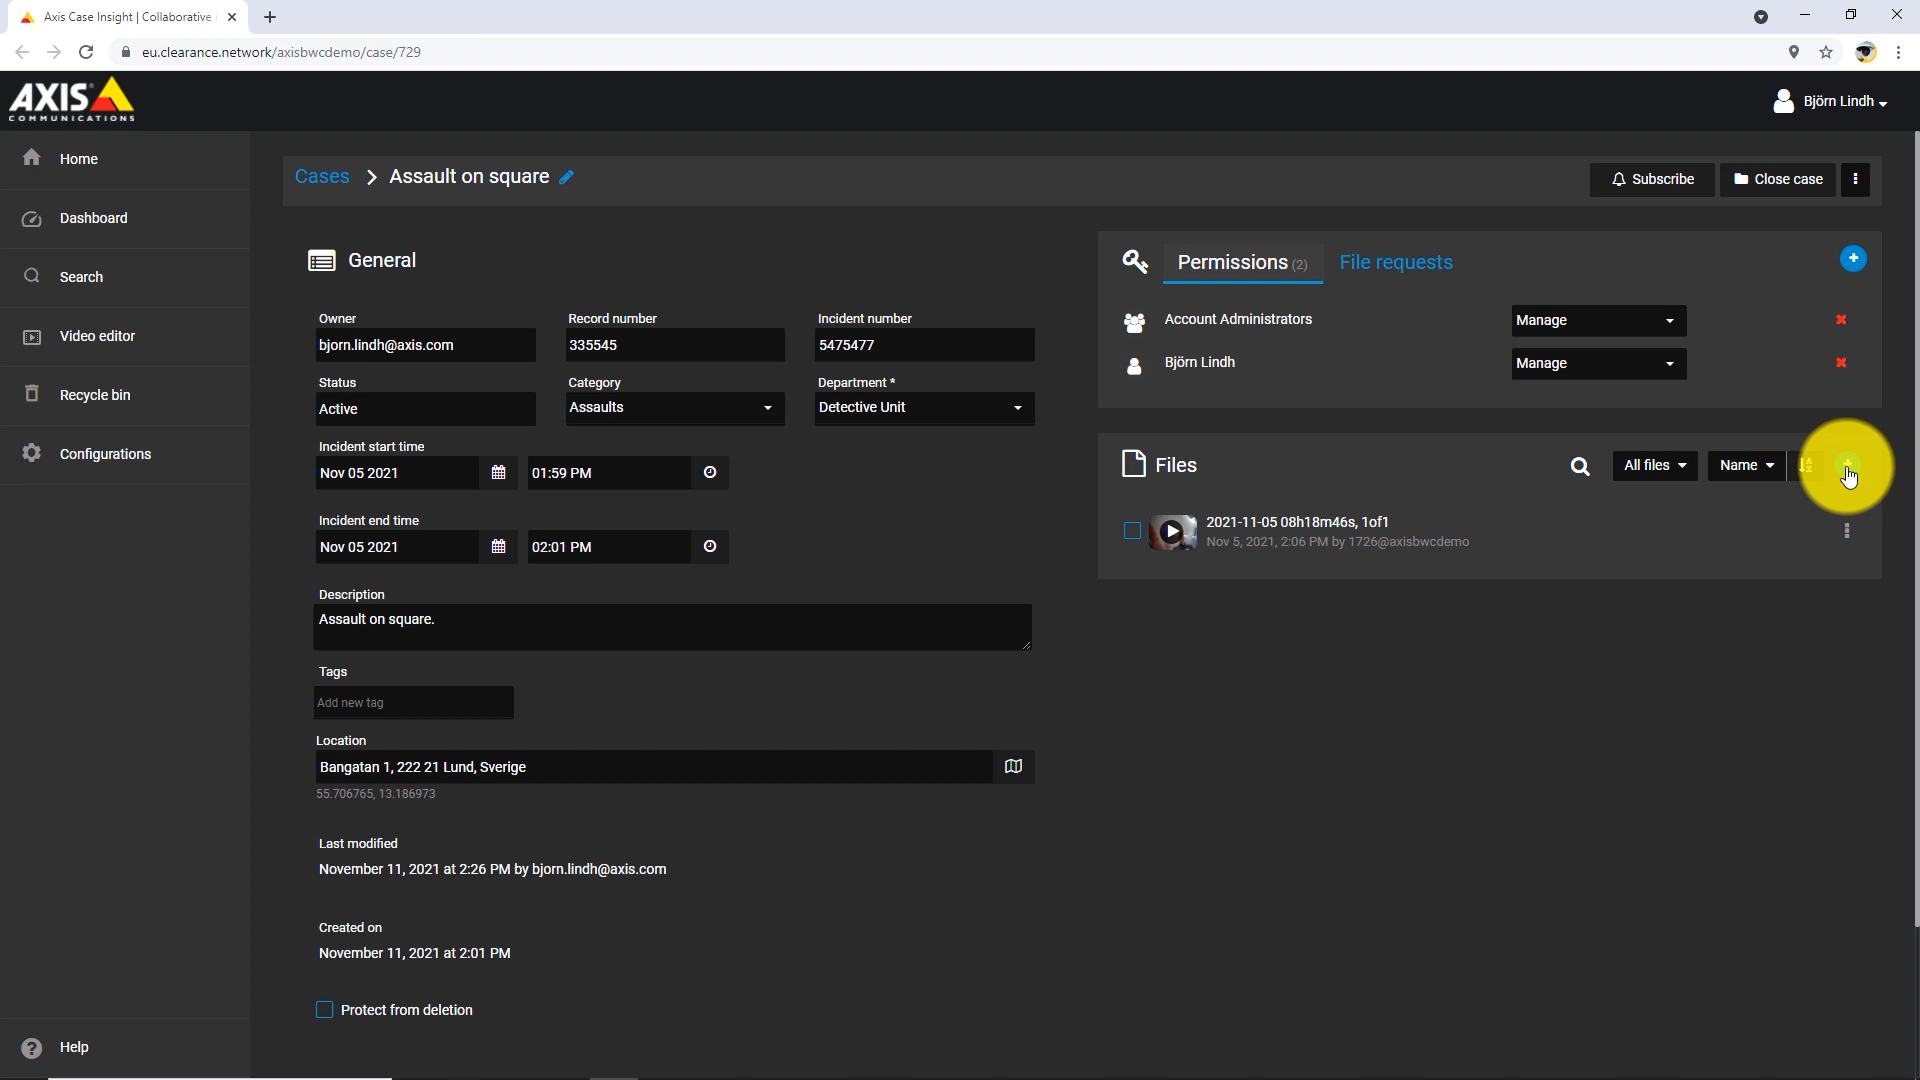 Axis Case Insight | Collaborative
eu.clearance.network/axisbwcdemo/case/729
AXIS
COMMUNICATIONS
Björn Lindh
Home
Dashboard
Search
Video editor
Recycle bin
Configurations
Help
Cases > Assault on square
Subscribe
Close case
General
Owner
bjorn.lindh@axis.com
Record number
335545
Incident number
5475477
Status
Active
Category
Assaults
Department *
Detective Unit
Incident start time
Nov 05 2021
01:59 PM
Incident end time
Nov 05 2021
02:01 PM
Description
Assault on square.
Tags
Add new tag
Location
Bangatan 1, 222 21 Lund, Sverige
55.706765, 13.186973
Last modified
November 11, 2021 at 2:26 PM by bjorn.lindh@axis.com
Created on
November 11, 2021 at 2:01 PM
Protect from deletion
Permissions (2)
File requests
Account Administrators
Manage
Björn Lindh
Manage
Files
All files
Name
2021-11-05 08h18m46s, 1of1
Nov 5, 2021, 2:06 PM by 1726@axisbwcdemo